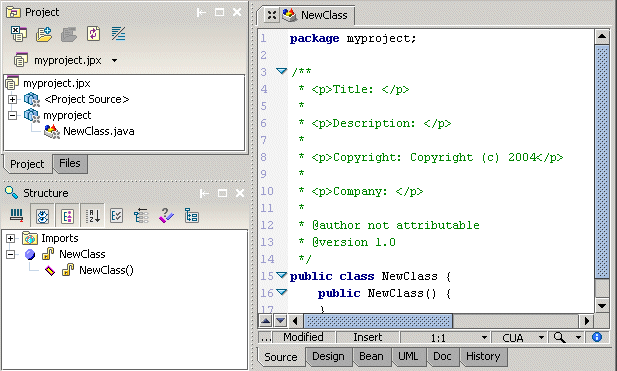 Project
myproject.jpx
myproject.jpx
<Project Source>
myproject
NewClass.java
Project Files
Structure
Imports
NewClass
NewClass()
NewClass
1 package myproject;
2
3 /**
4 * <p>Title: </p>
5 *
6 * <p>Description: </p>
7 *
8 * <p>Copyright: Copyright (c) 2004</p>
9 *
10 * <p>Company: </p>
11 *
12 * @author not attributable
13 * @version 1.0
14 */
15 public class NewClass {
16 public NewClass() {
17 }
... Modified Insert 1:1 CUA
Source Design Bean UML Doc History